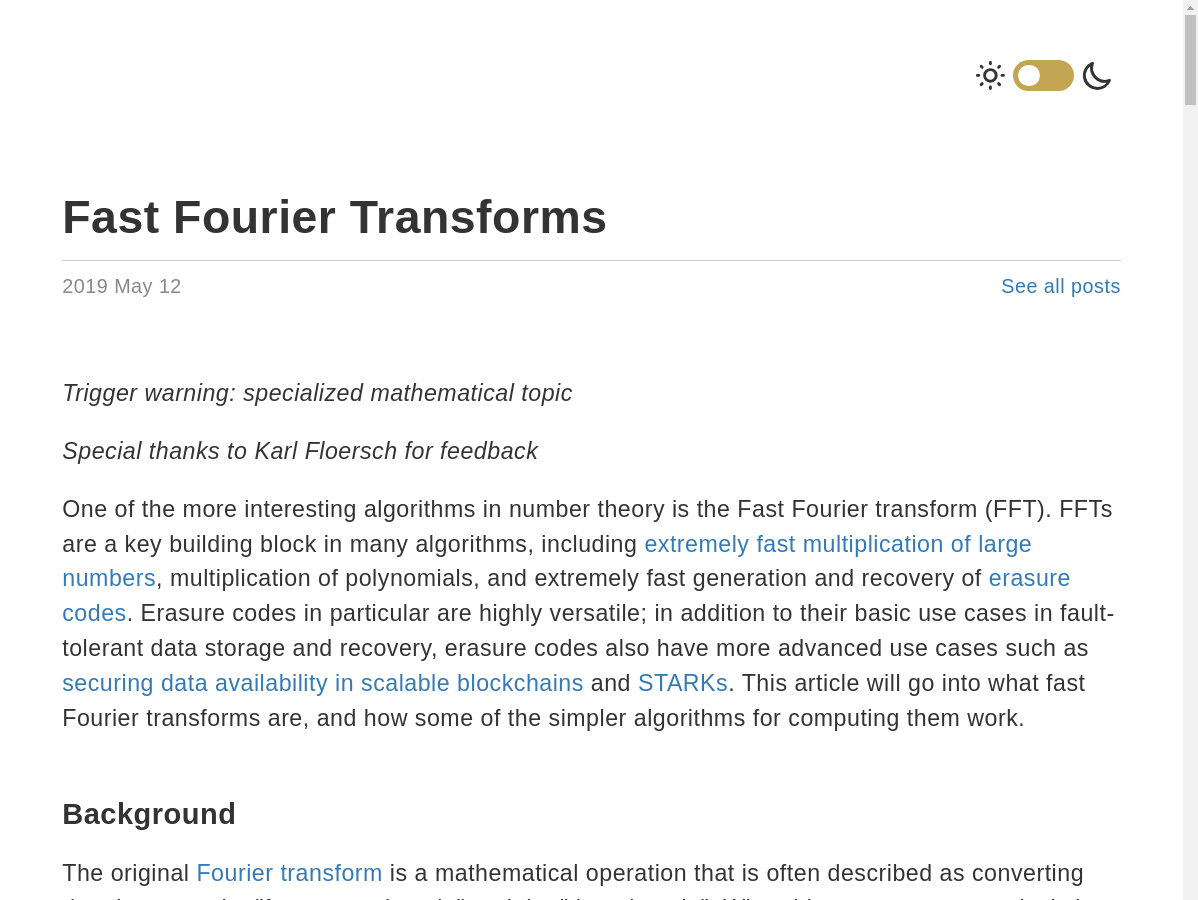 Fast Fourier Transforms
2019 May 12
See all posts
Trigger warning: specialized mathematical topic
Special thanks to Karl Floersch for feedback
One of the more interesting algorithms in number theory is the Fast Fourier transform (FFT). FFTs
are a key building block in many algorithms, including extremely fast multiplication of large
numbers, multiplication of polynomials, and extremely fast generation and recovery of erasure
codes. Erasure codes in particular are highly versatile; in addition to their basic use cases in fault-
tolerant data storage and recovery, erasure codes also have more advanced use cases such as
securing data availability in scalable blockchains and STARKs. This article will go into what fast
Fourier transforms are, and how some of the simpler algorithms for computing them work.
Background
The original Fourier transform is a mathematical operation that is often described as converting